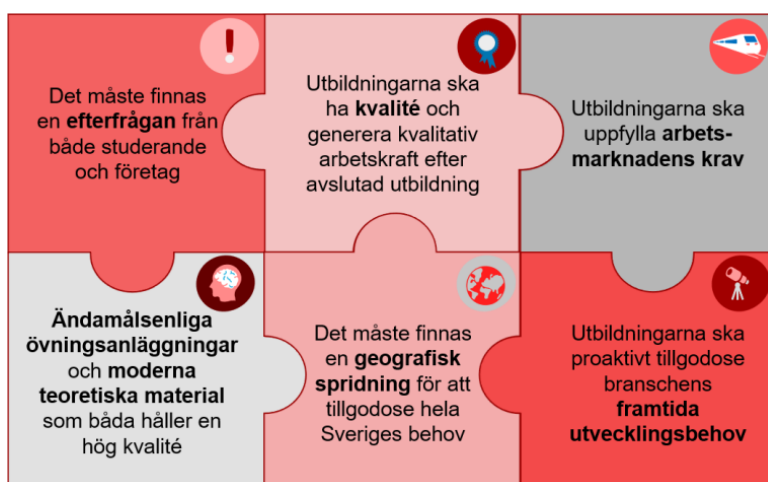 Det måste finnas
en efterfrågan från
både studerande
och företag
Utbildningarna ska
ha kvalité och
generera kvalitativ
arbetskraft efter
avslutad utbildning
Utbildningarna ska
uppfylla arbets-
marknadens krav
Ändamålsenliga
övningsanläggningar
och moderna
teoretiska material
som båda håller en
hög kvalité
Det måste finnas
en geografisk
spridning för att
tillgodose hela
Sveriges behov
Utbildningarna ska
proaktivt tillgodose
branschens
framtida
utvecklingsbehov